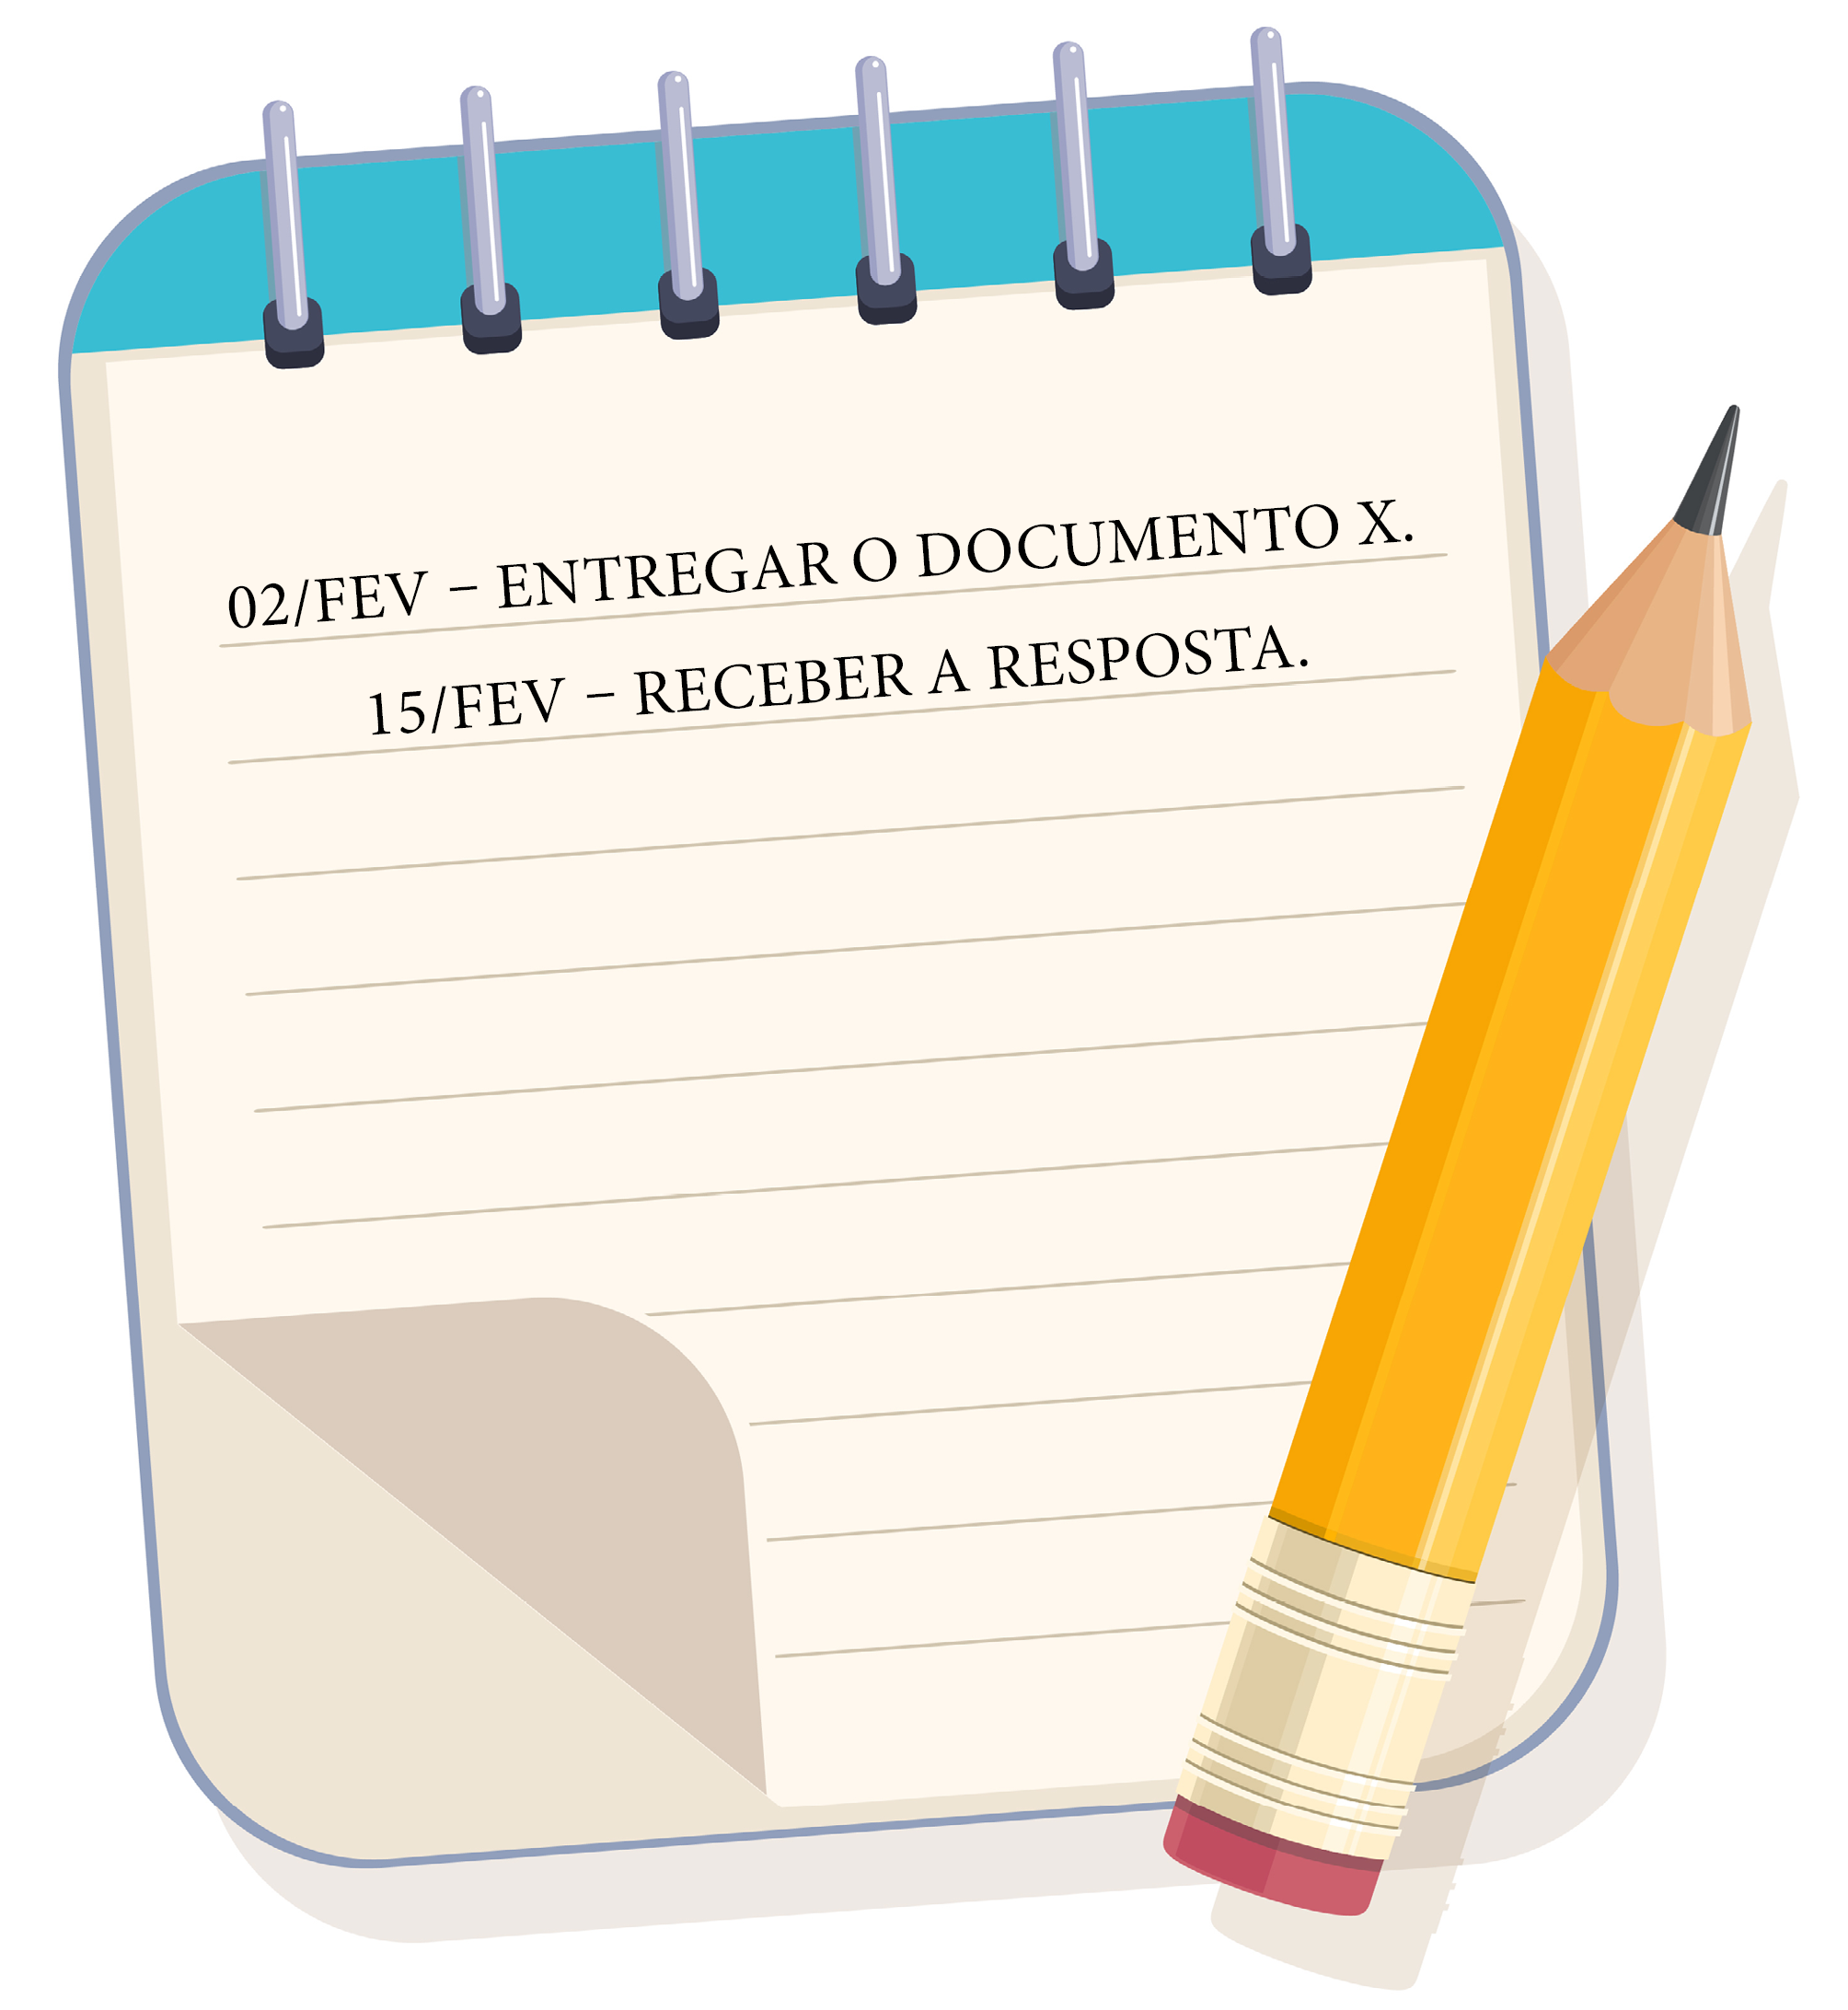 02/FEV – ENTREGAR O DOCUMENTO X.
15/FEV – RECEBER A RESPOSTA.